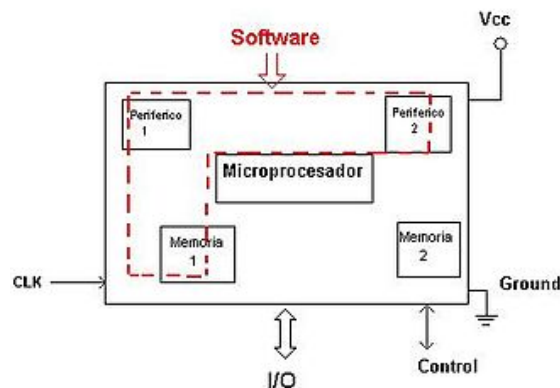 Vcc
Software
Periferico
1
Periferico
2
Microprocesador
Memoria
1
Memoria
2
CLK
Ground
Control
I/O